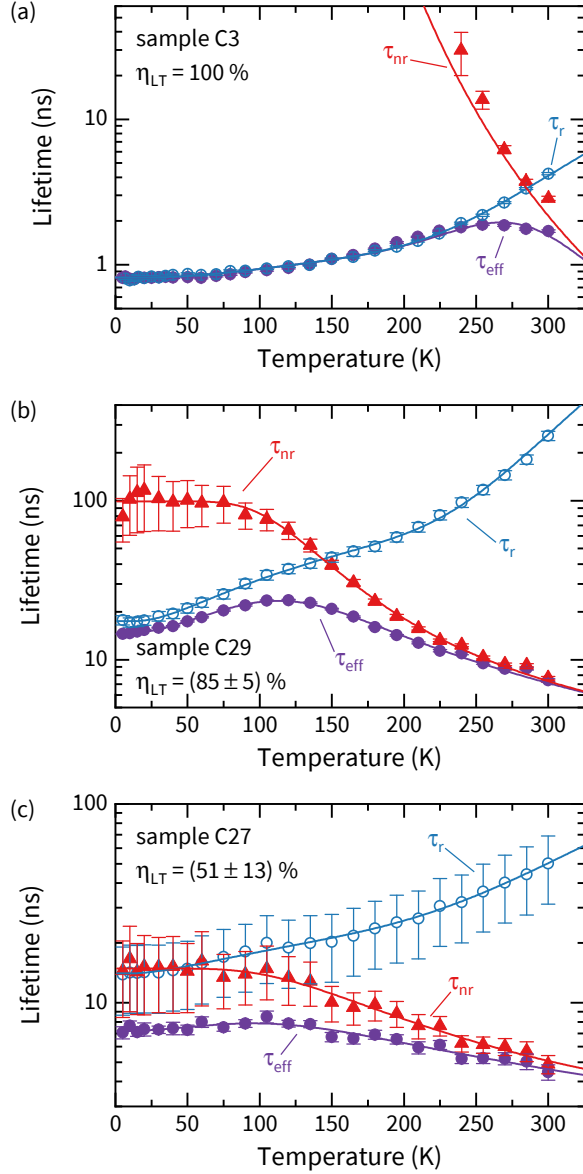 (a)
sample C3
η_LT = 100 %
τ_nr
τ_r
τ_eff
10
1
Lifetime (ns)
0 50 100 150 200 250 300
Temperature (K)
(b)
τ_nr
100
τ_r
10
Lifetime (ns)
sample C29
τ_eff
η_LT = (85 ± 5) %
0 50 100 150 200 250 300
Temperature (K)
(c)
100
sample C27
η_LT = (51 ± 13) %
τ_r
τ_nr
10
τ_eff
Lifetime (ns)
0 50 100 150 200 250 300
Temperature (K)